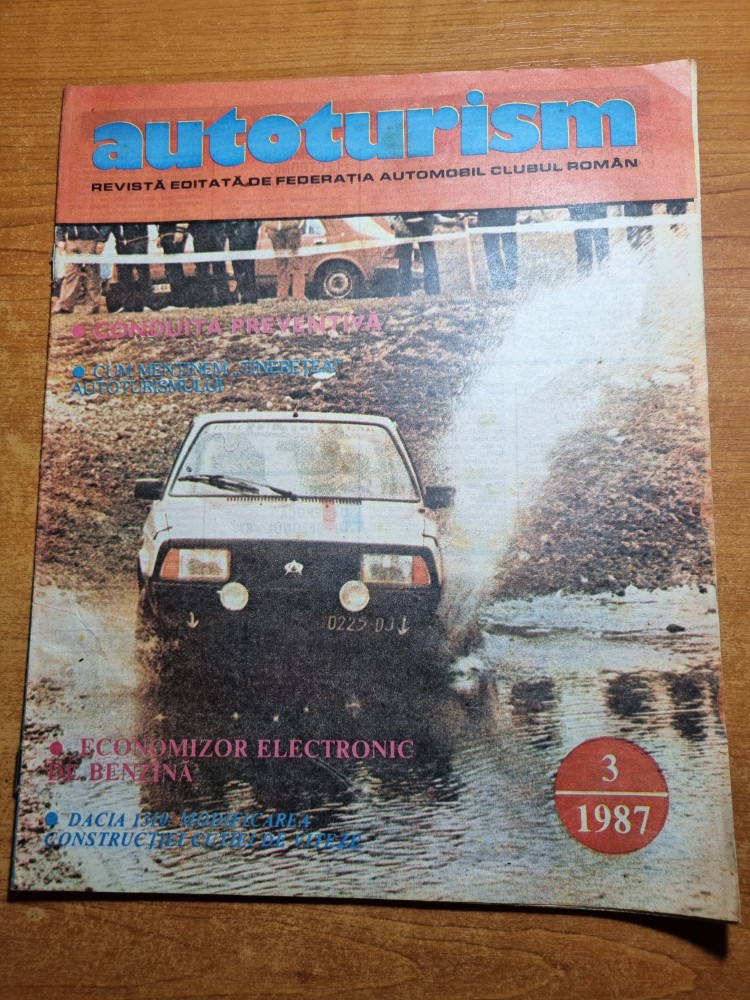 autoturism
REVISTĂ EDITATĂ DE FEDERAȚIA AUTOMOBIL CLUBUL ROMÂN
• CONDUITA PREVENTIVĂ
• CUM MENȚINEM „TINEREȚEA”
AUTOTURISMULUI
0225 DJ
• ECONOMIZOR ELECTRONIC
DE BENZINĂ
3
1987
• DACIA 1310: MODIFICAREA
CONSTRUCȚIEI CUTIEI DE VITEZE